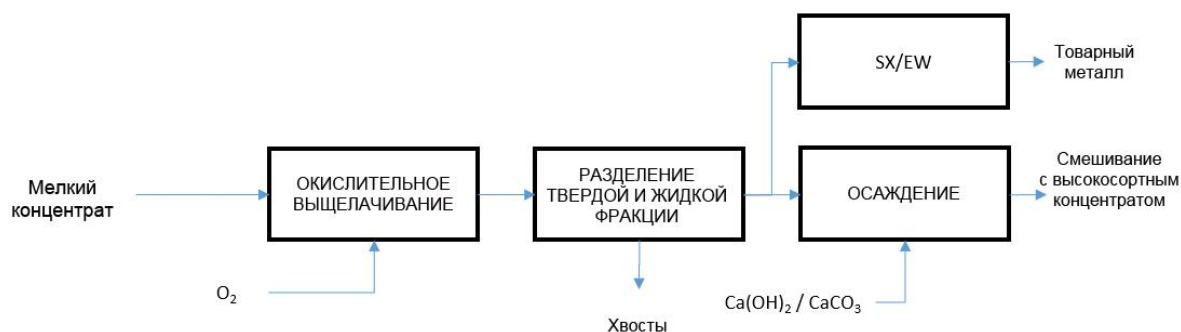 SX/EW
Товарный
металл
Мелкий
концентрат
ОКИСЛИТЕЛЬНОЕ
ВЫЩЕЛАЧИВАНИЕ
РАЗДЕЛЕНИЕ
ТВЕРДОЙ И ЖИДКОЙ
ФРАКЦИИ
ОСАЖДЕНИЕ
Смешивание
с высокосортным
концентратом
O₂
Хвосты
Ca(OH)₂ / CaCO₃